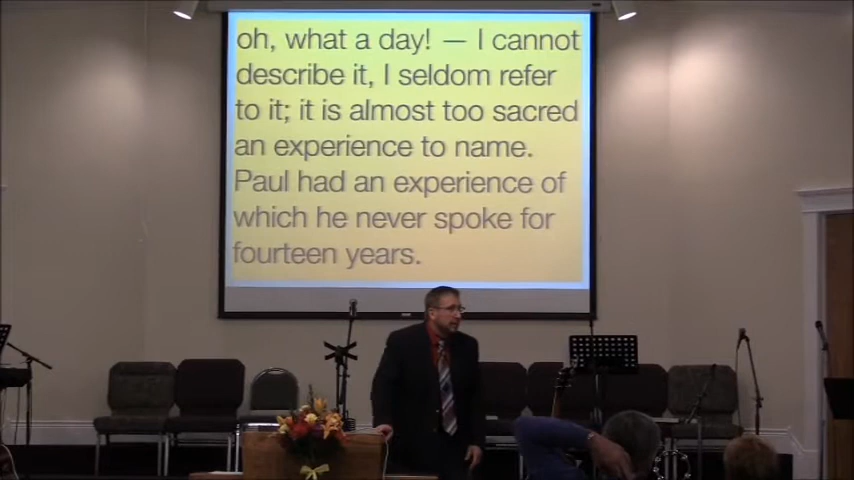 oh, what a day! — I cannot
describe it, I seldom refer
to it; it is almost too sacred
an experience to name.
Paul had an experience of
which he never spoke for
fourteen years.